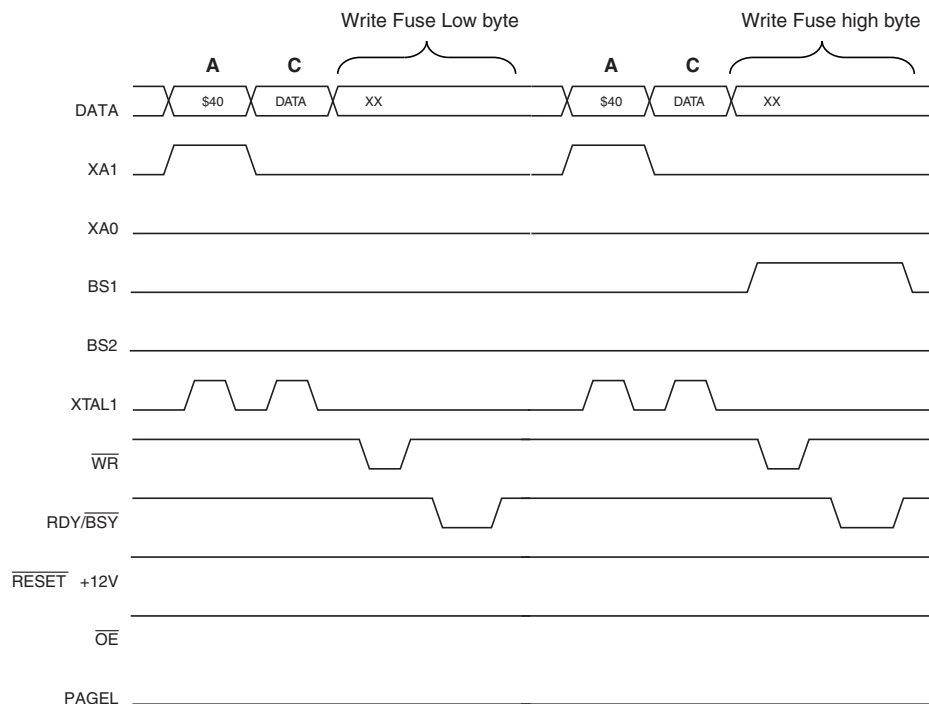 Write Fuse Low byte Write Fuse high byte
A C A C
DATA $40 DATA XX $40 DATA XX
XA1
XA0
BS1
BS2
XTAL1
WR
RDY/BSY
RESET +12V
OE
PAGEL